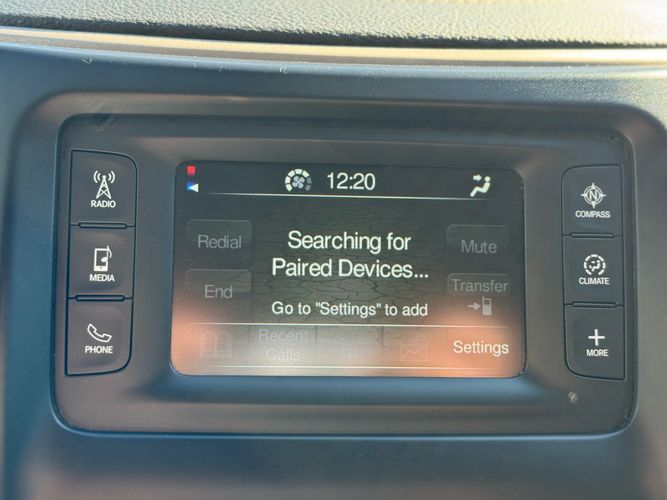 12:20
RADIO
MEDIA
PHONE
Redial
End
Searching for
Paired Devices...
Go to "Settings" to add
Mute
Transfer
Recent
Calls
Settings
N
COMPASS
CLIMATE
+
MORE